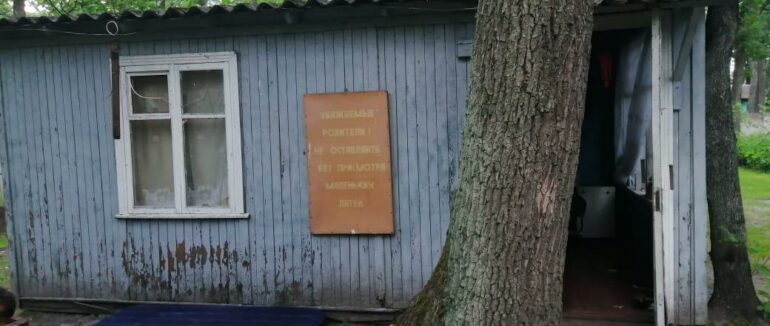 УВАЖАЕМЫЕ
РОДИТЕЛИ!
НЕ ОСТАВЛЯЙТЕ
БЕЗ ПРИСМОТРА
МАЛЕНЬКИХ
ДЕТЕЙ